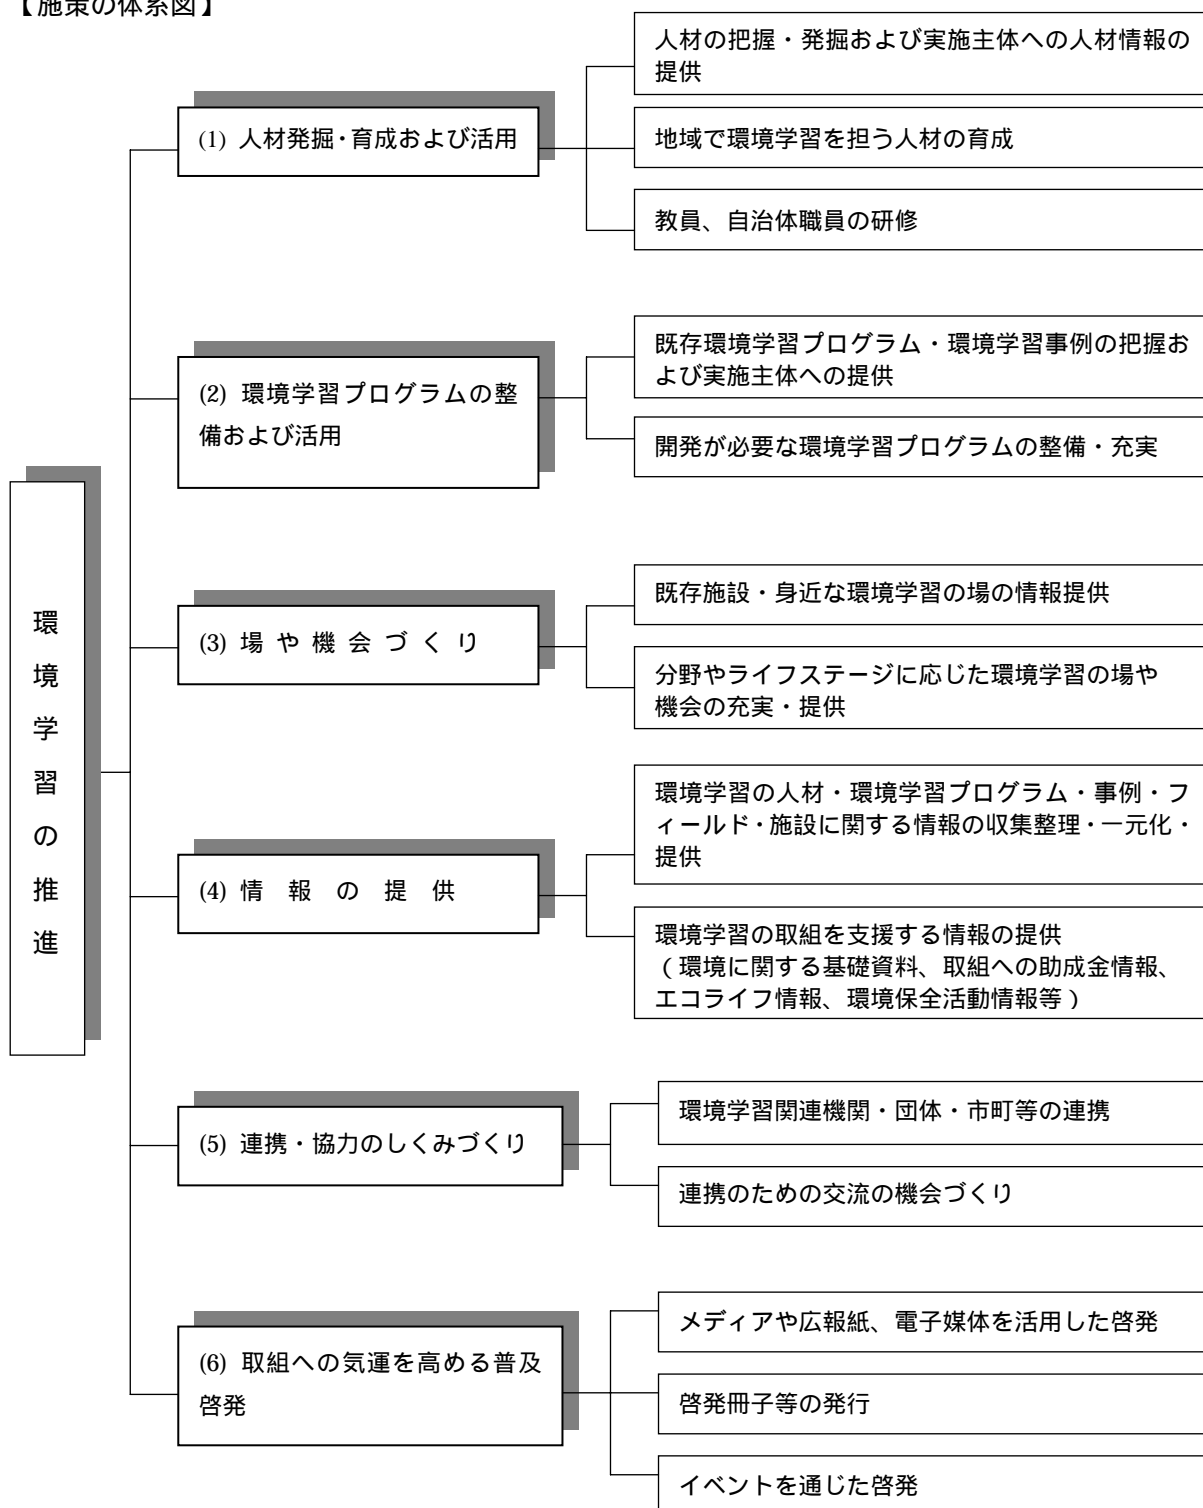 【施策の体系図】
環境学習の推進
(1) 人材発掘・育成および活用
人材の把握・発掘および実施主体への人材情報の
提供
地域で環境学習を担う人材の育成
教員、自治体職員の研修
(2) 環境学習プログラムの整
備および活用
既存環境学習プログラム・環境学習事例の把握お
よび実施主体への提供
開発が必要な環境学習プログラムの整備・充実
(3) 場や機会づくり
既存施設・身近な環境学習の場の情報提供
分野やライフステージに応じた環境学習の場や
機会の充実・提供
(4) 情報の提供
環境学習の人材・環境学習プログラム・事例・フ
ィールド・施設に関する情報の収集整理・一元化・
提供
環境学習の取組を支援する情報の提供
（環境に関する基礎資料、取組への助成金情報、
エコライフ情報、環境保全活動情報等）
(5) 連携・協力のしくみづくり
環境学習関連機関・団体・市町等の連携
連携のための交流の機会づくり
(6) 取組への気運を高める普及
啓発
メディアや広報紙、電子媒体を活用した啓発
啓発冊子等の発行
イベントを通じた啓発